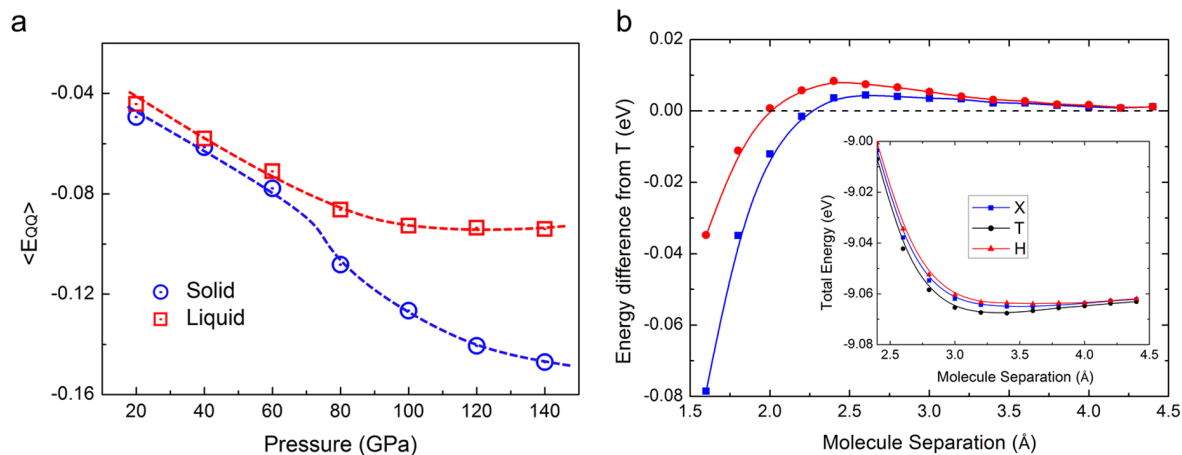 a
<E_QQ>
-0.04
-0.08
-0.12
-0.16
Solid
Liquid
20 40 60 80 100 120 140
Pressure (GPa)
b
Energy difference from T (eV)
0.02
0.00
-0.02
-0.04
-0.06
-0.08
1.5 2.0 2.5 3.0 3.5 4.0 4.5
Molecule Separation (Å)
Total Energy (eV)
-9.00
-9.02
-9.04
-9.06
-9.08
X
T
H
2.5 3.0 3.5 4.0 4.5
Molecule Separation (Å)